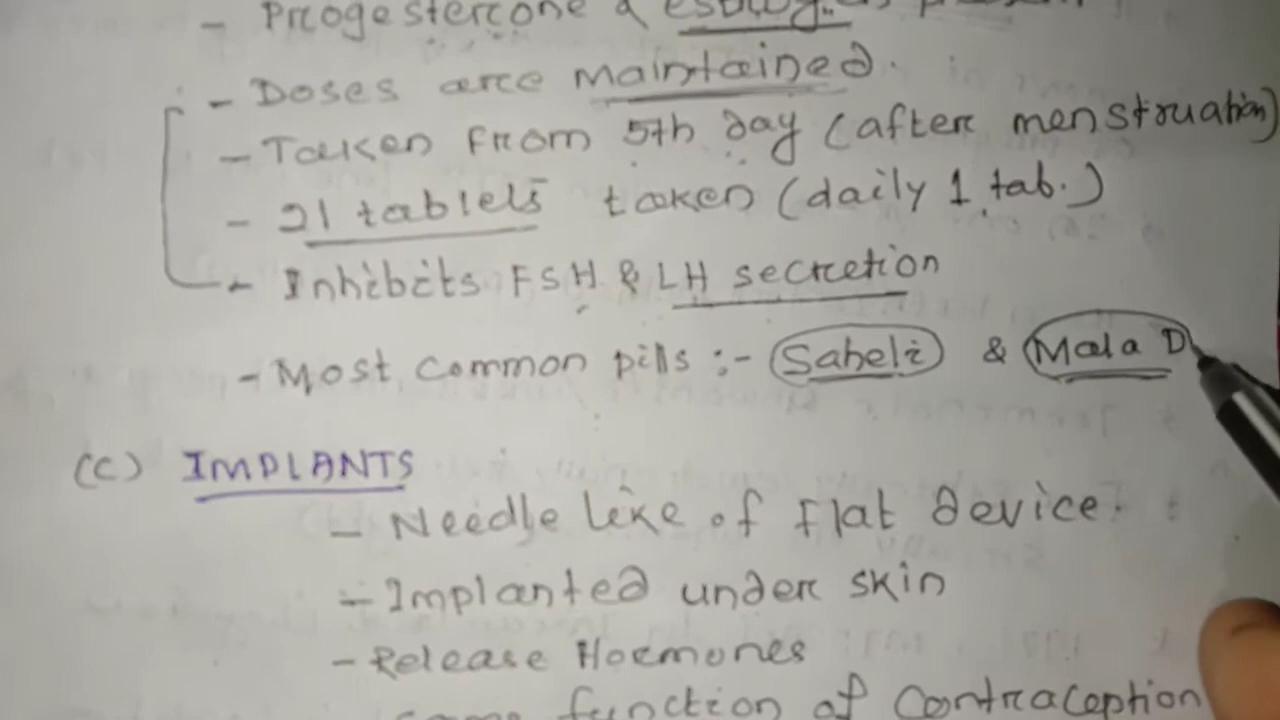 - Progesterone &
- Doses are maintained.
- Taken from 5th day (after menstruation)
- 21 tablets taken (daily 1 tab.)
- Inhibits FSH & LH secretion
- Most common pills :- Saheli & Mala D
(C) IMPLANTS
- Needle like of flat device.
- Implanted under skin
- Release Hormones
function of contraception